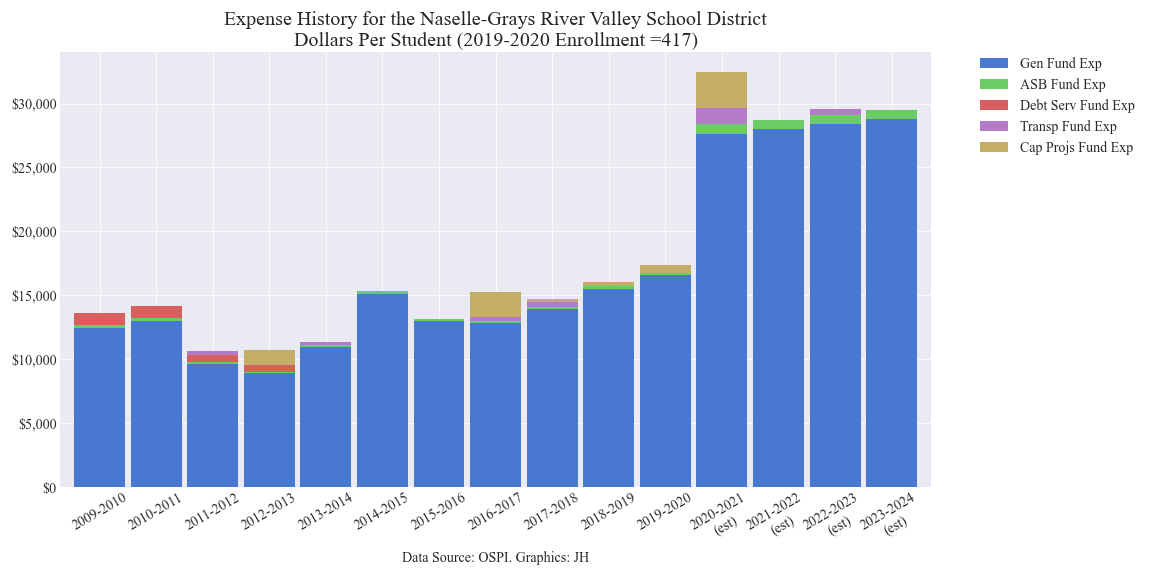 Expense History for the Naselle-Grays River Valley School District
Dollars Per Student (2019-2020 Enrollment =417)
Gen Fund Exp
ASB Fund Exp
Debt Serv Fund Exp
Transp Fund Exp
Cap Projs Fund Exp
$30,000
$25,000
$20,000
$15,000
$10,000
$5,000
$0
2009-2010
2010-2011
2011-2012
2012-2013
2013-2014
2014-2015
2015-2016
2016-2017
2017-2018
2018-2019
2019-2020
2020-2021
(est)
2021-2022
(est)
2022-2023
(est)
2023-2024
(est)
Data Source: OSPI. Graphics: JH